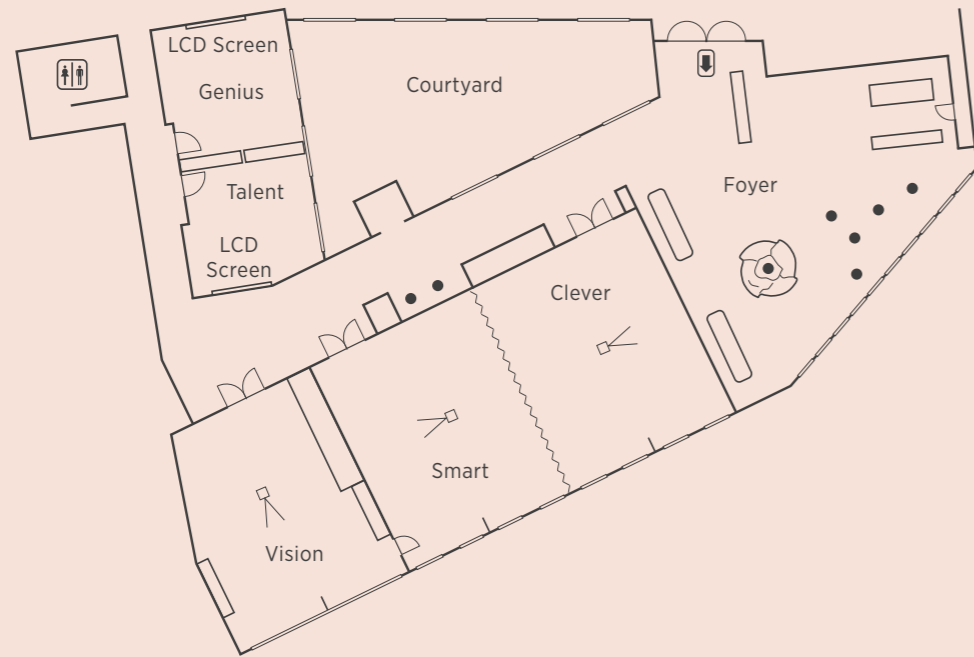 LCD Screen
Genius
Courtyard
Talent
Foyer
LCD
Screen
Clever
Smart
Vision